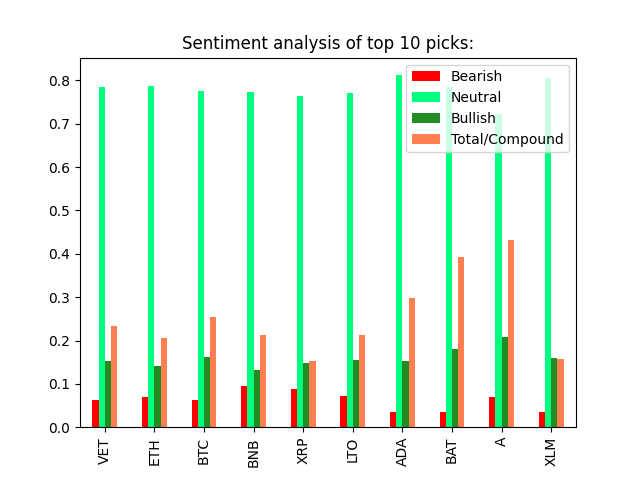 Sentiment analysis of top 10 picks:
Bearish
Neutral
Bullish
Total/Compound
0.8
0.7
0.6
0.5
0.4
0.3
0.2
0.1
0.0
VET
ETH
BTC
BNB
XRP
LTO
ADA
BAT
A
XLM